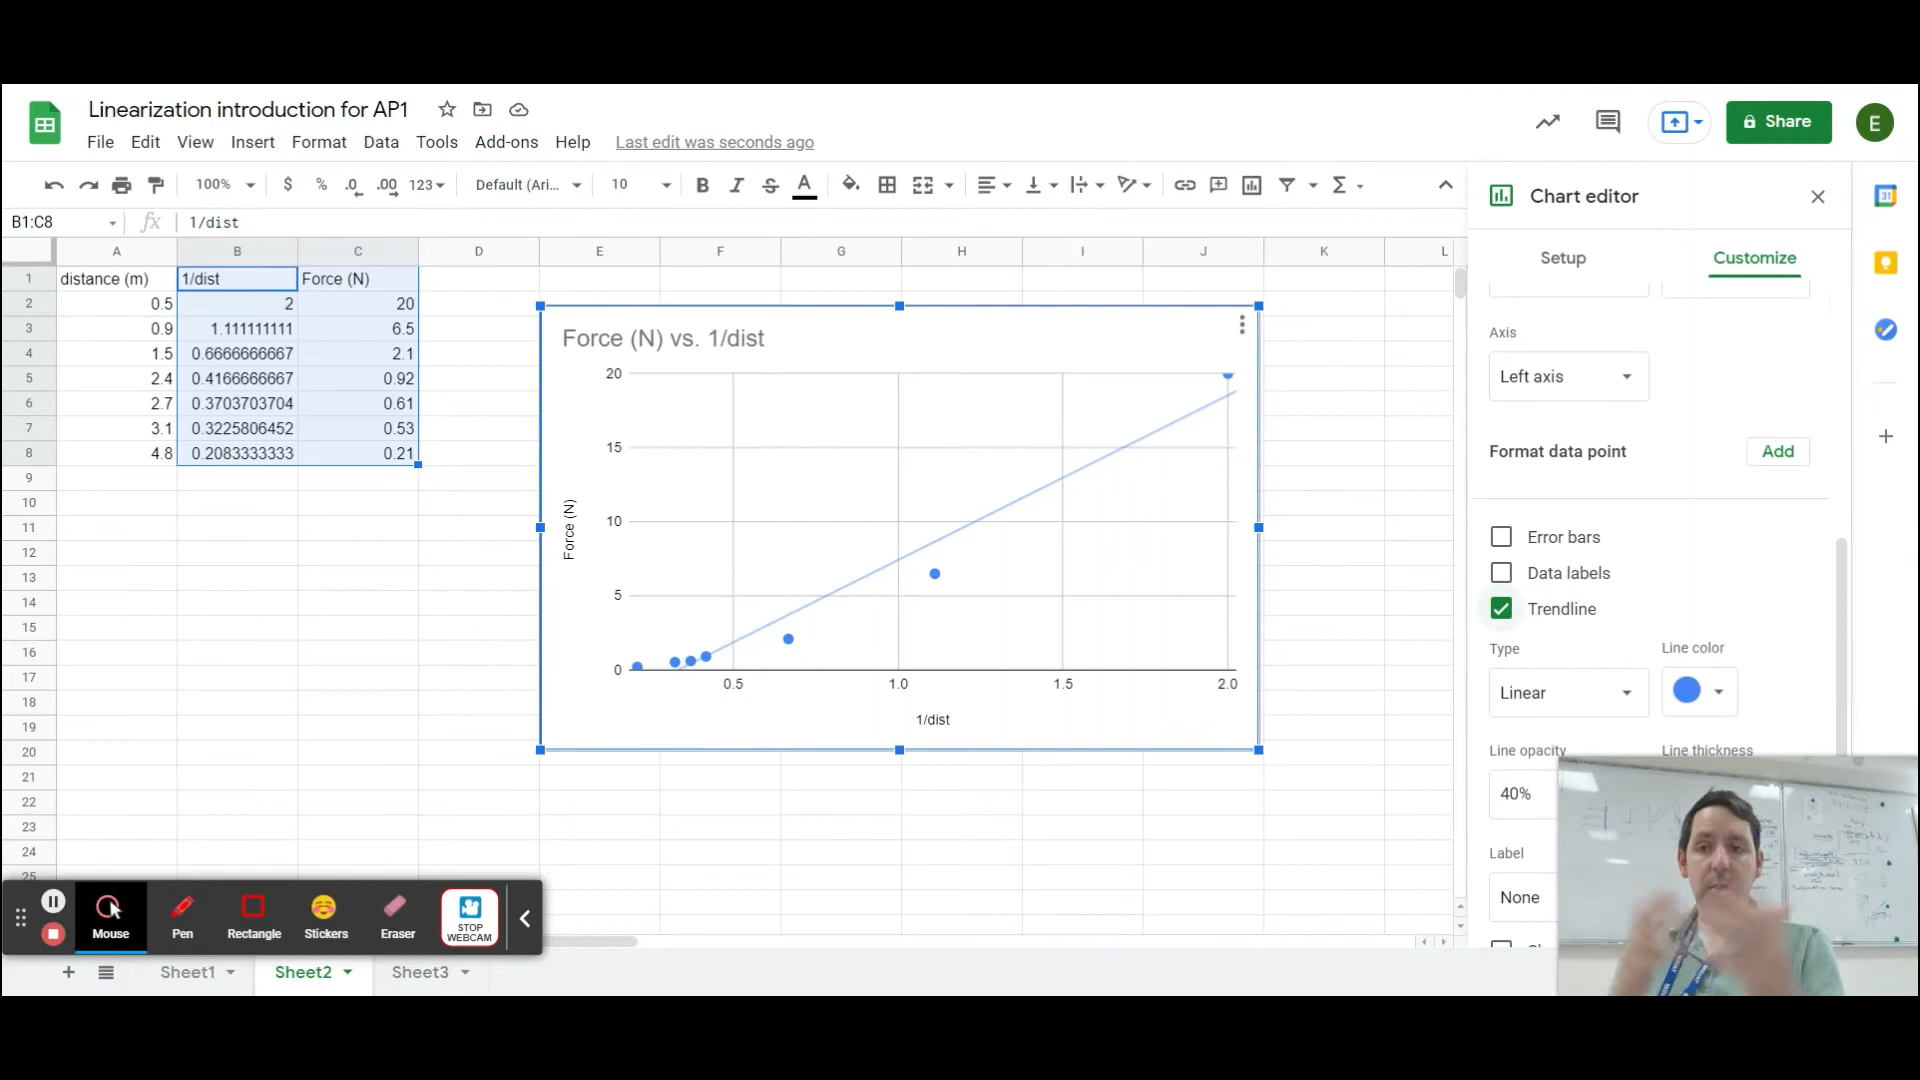 Linearization introduction for AP1
File Edit View Insert Format Data Tools Add-ons Help Last edit was seconds ago
Share
E
100% $ % .0 .00 123 Default (Ari... 10 B I S A
Chart editor
31
B1:C8 fx 1/dist
Setup Customize
A B C D E F G H I J K L
1 distance (m) 1/dist Force (N)
2 0.5 2 20
3 0.9 1.111111111 6.5
4 1.5 0.6666666667 2.1
5 2.4 0.4166666667 0.92
6 2.7 0.3703703704 0.61
7 3.1 0.3225806452 0.53
8 4.8 0.2083333333 0.21
9
10
11
12
13
14
15
16
17
18
19
20
21
22
23
24
25
Force (N) vs. 1/dist
20
15
10
5
0
Force (N)
0.5 1.0 1.5 2.0
1/dist
Axis
Left axis
Format data point Add
Error bars
Data labels
Trendline
Type Line color
Linear
Line opacity Line thickness
40%
Label
None
Mouse Pen Rectangle Stickers Eraser STOP WEBCAM
Sheet1 Sheet2 Sheet3